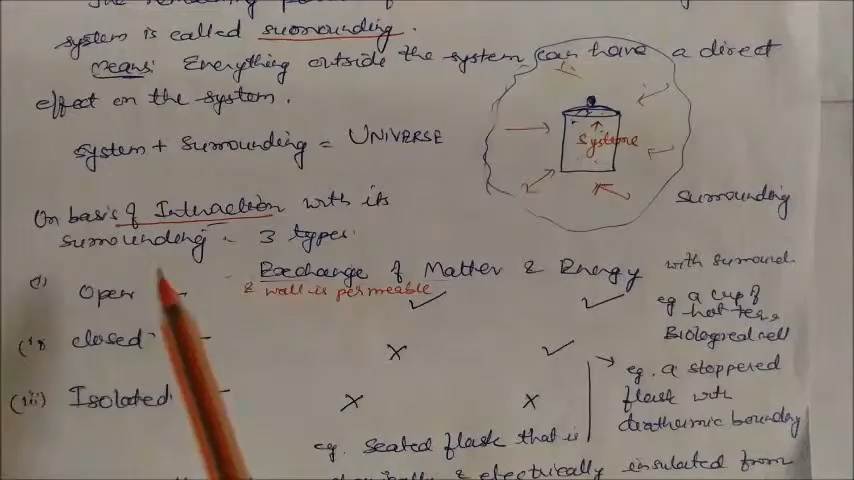 system is called surrounding.
means: Everything outside the system can have a direct
effect on the system.
system + surrounding = UNIVERSE
System
surrounding
On basis of Interaction with its
surrounding - 3 types.
Exchange of Matter & Energy with surround.
& wall is permeable
(i) Open - ✓ ✓ eg a cup of
hot tea,
Biological cell
(ii) closed - X ✓
→ eg. a stoppered
flask with
diathermic boundary
(iii) Isolated - X X
eg. sealed flask that is
& electrically insulated from